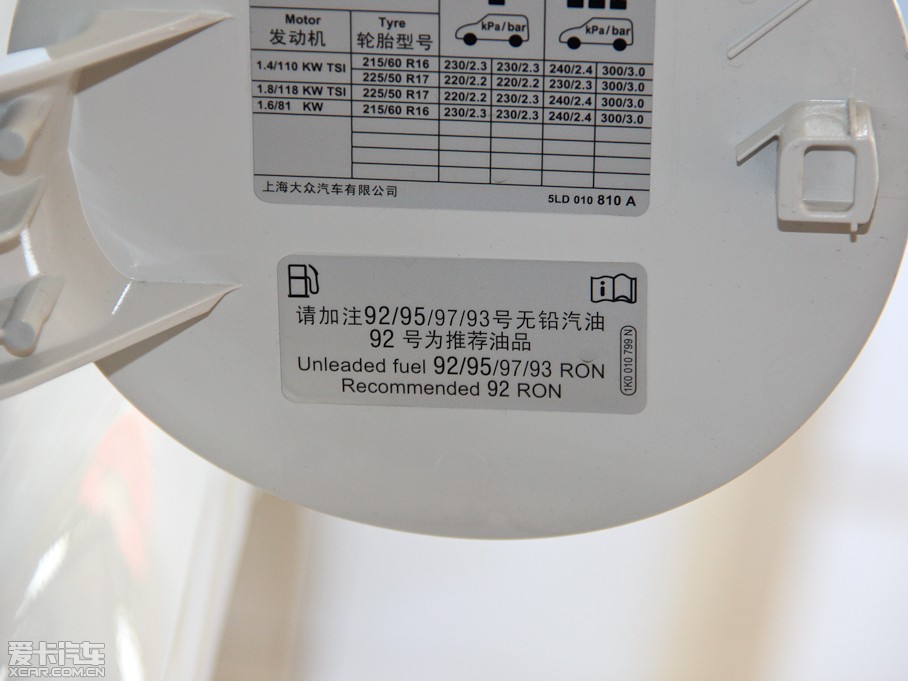 kPa/bar kPa/bar
Motor Tyre
发动机 轮胎型号
1.4/110 KW TSI 215/60 R16 230/2.3 230/2.3 240/2.4 300/3.0
225/50 R17 220/2.2 220/2.2 230/2.3 300/3.0
1.8/118 KW TSI 225/50 R17 220/2.2 230/2.3 240/2.4 300/3.0
1.6/81 KW 215/60 R16 230/2.3 230/2.3 240/2.4 300/3.0
上海大众汽车有限公司
5LD 010 810 A
请加注92/95/97/93号无铅汽油
92 号为推荐油品
Unleaded fuel 92/95/97/93 RON
Recommended 92 RON
1K0 010 799 N
爱卡汽车
XCAR.COM.CN